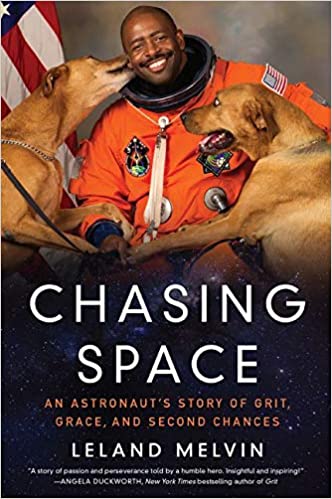 CHASING
SPACE
AN ASTRONAUT'S STORY OF GRIT,
GRACE, AND SECOND CHANCES
LELAND MELVIN
"A story of passion and perseverance told by a humble hero. Insightful and inspiring!"
—ANGELA DUCKWORTH, New York Times bestselling author of Grit